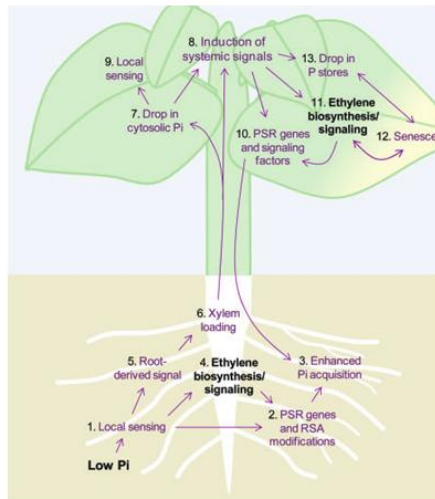 8. Induction of
systemic signals
9. Local
sensing
13. Drop in
P stores
7. Drop in
cytosolic Pi
11. Ethylene
biosynthesis/
signaling
10. PSR genes
and signaling
factors
12. Senesce
6. Xylem
loading
5. Root-
derived signal
4. Ethylene
biosynthesis/
signaling
3. Enhanced
Pi acquisition
1. Local sensing
2. PSR genes
and RSA
modifications
Low Pi